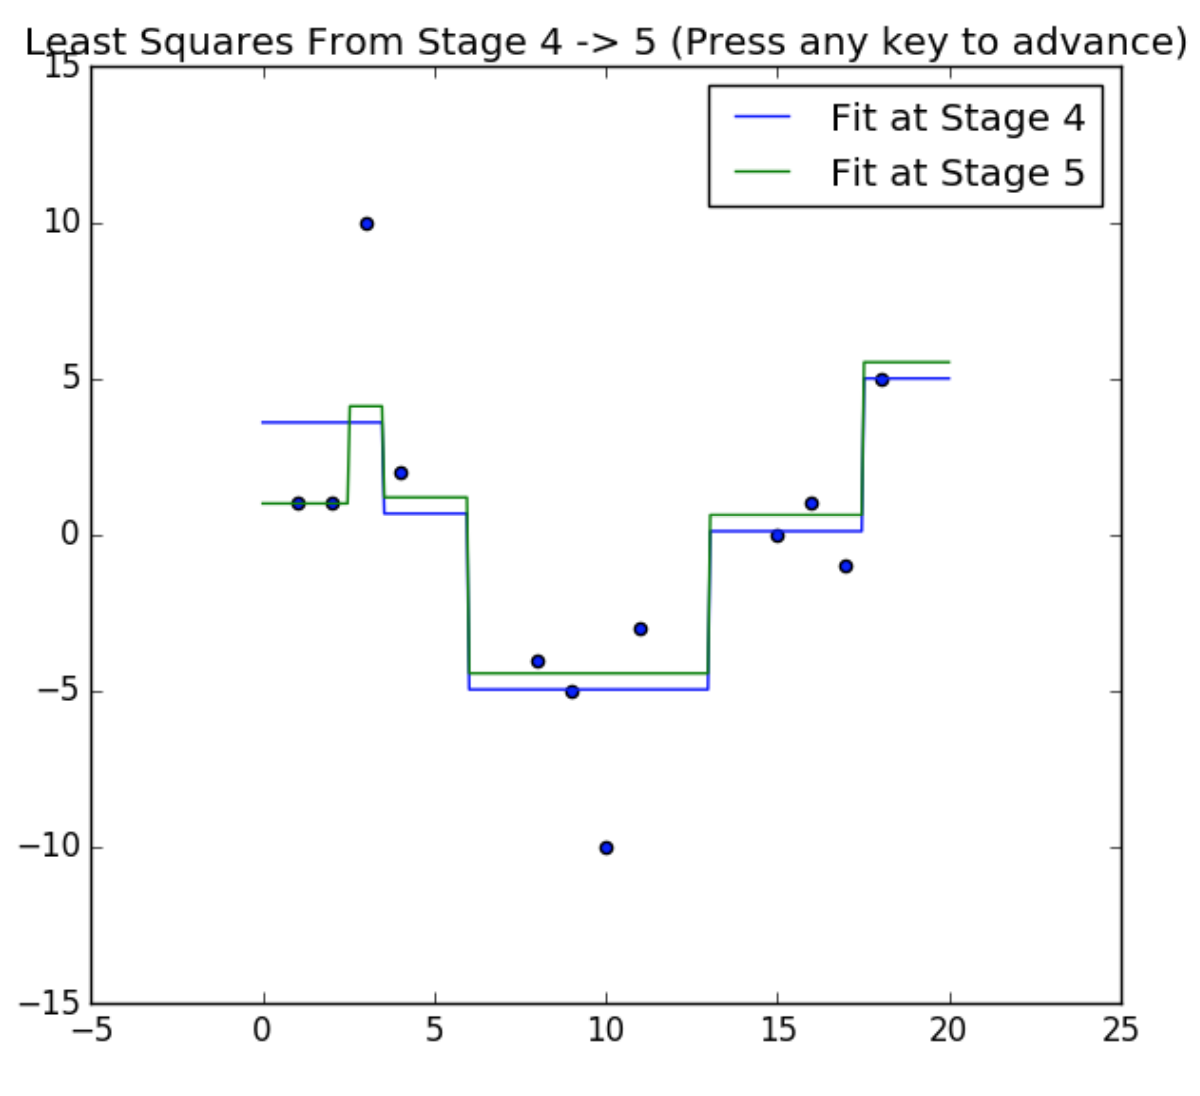 Least Squares From Stage 4 -> 5 (Press any key to advance)
15
Fit at Stage 4
Fit at Stage 5
10
5
0
−5
−10
−15
−5 0 5 10 15 20 25